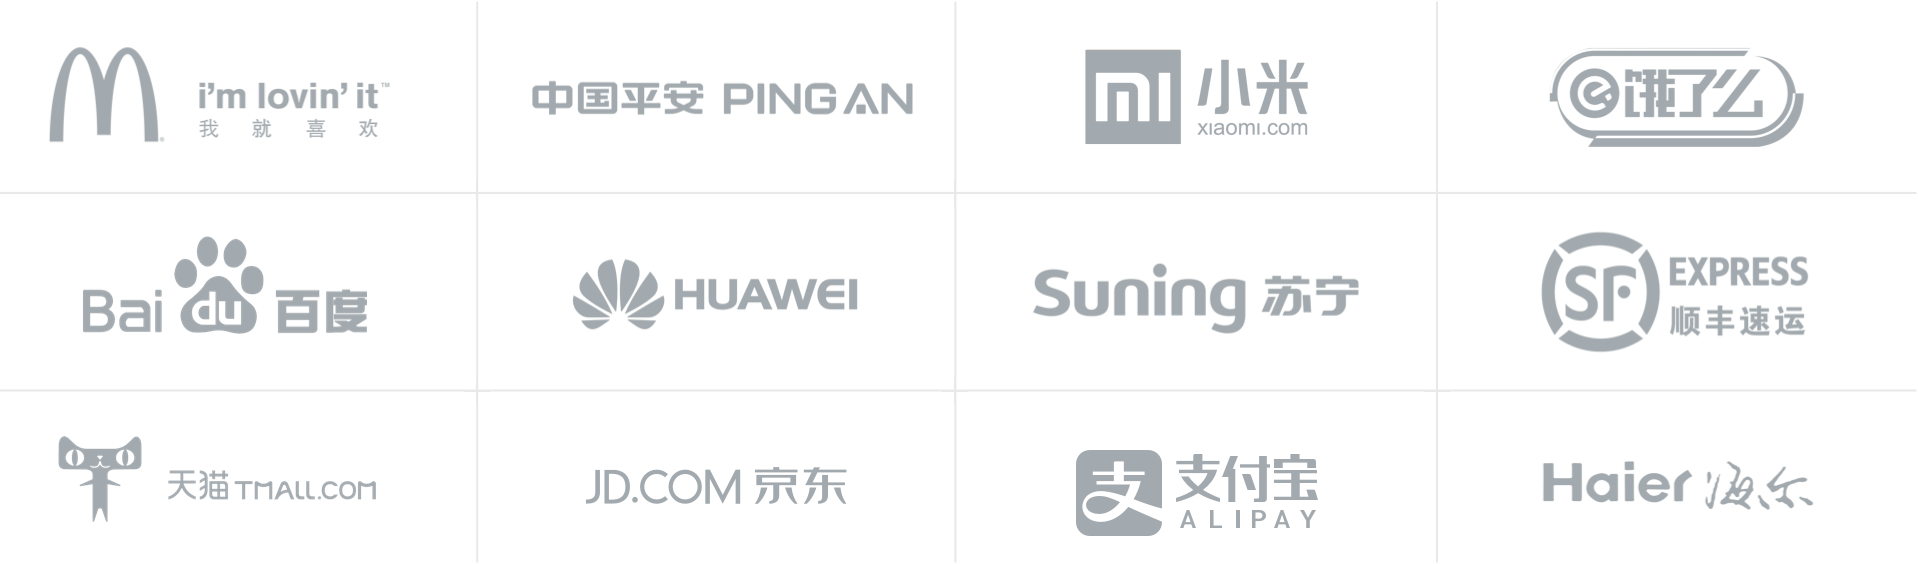 i'm lovin' it™
我就喜欢
中国平安 PING AN
小米
xiaomi.com
e饿了么
Bai du 百度
HUAWEI
Suning 苏宁
SF EXPRESS
顺丰速运
天猫 TMALL.COM
JD.COM 京东
支 支付宝
ALIPAY
Haier 海尔